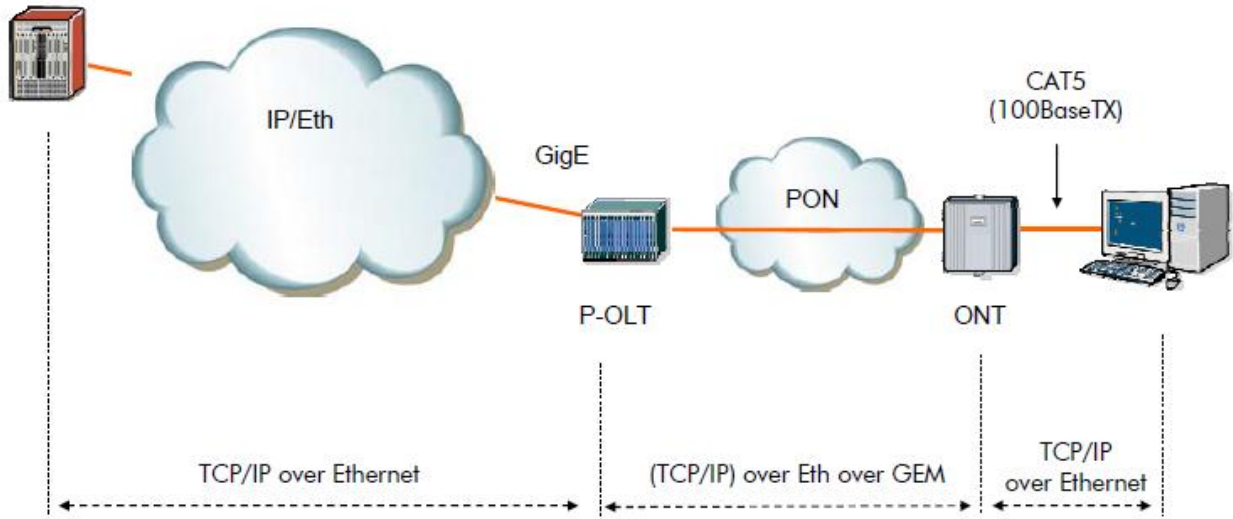 IP/Eth
GigE
P-OLT
PON
ONT
CAT5
(100BaseTX)
TCP/IP over Ethernet
(TCP/IP) over Eth over GEM
TCP/IP
over Ethernet